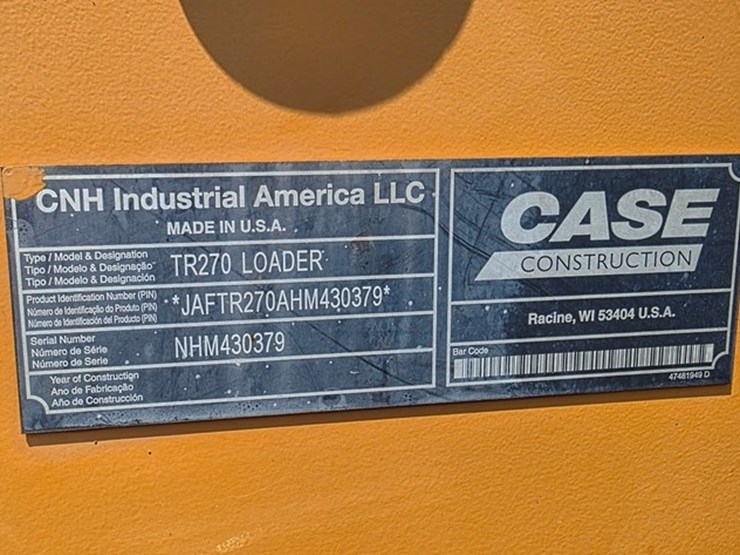 CNH Industrial America LLC
MADE IN U.S.A.
Type / Model & Designation
Tipo / Modelo & Designação
Tipo / Modelo & Designación
TR270 LOADER
Product Identification Number (PIN)
Número de Identificação do Produto (PIN)
Número de Identificación del Producto (PIN)
*JAFTR270AHM430379*
Serial Number
Número de Série
Número de Serie
NHM430379
Year of Construction
Ano de Fabricação
Año de Construcción
CASE
CONSTRUCTION
Racine, WI 53404 U.S.A.
Bar Code
47481949 D